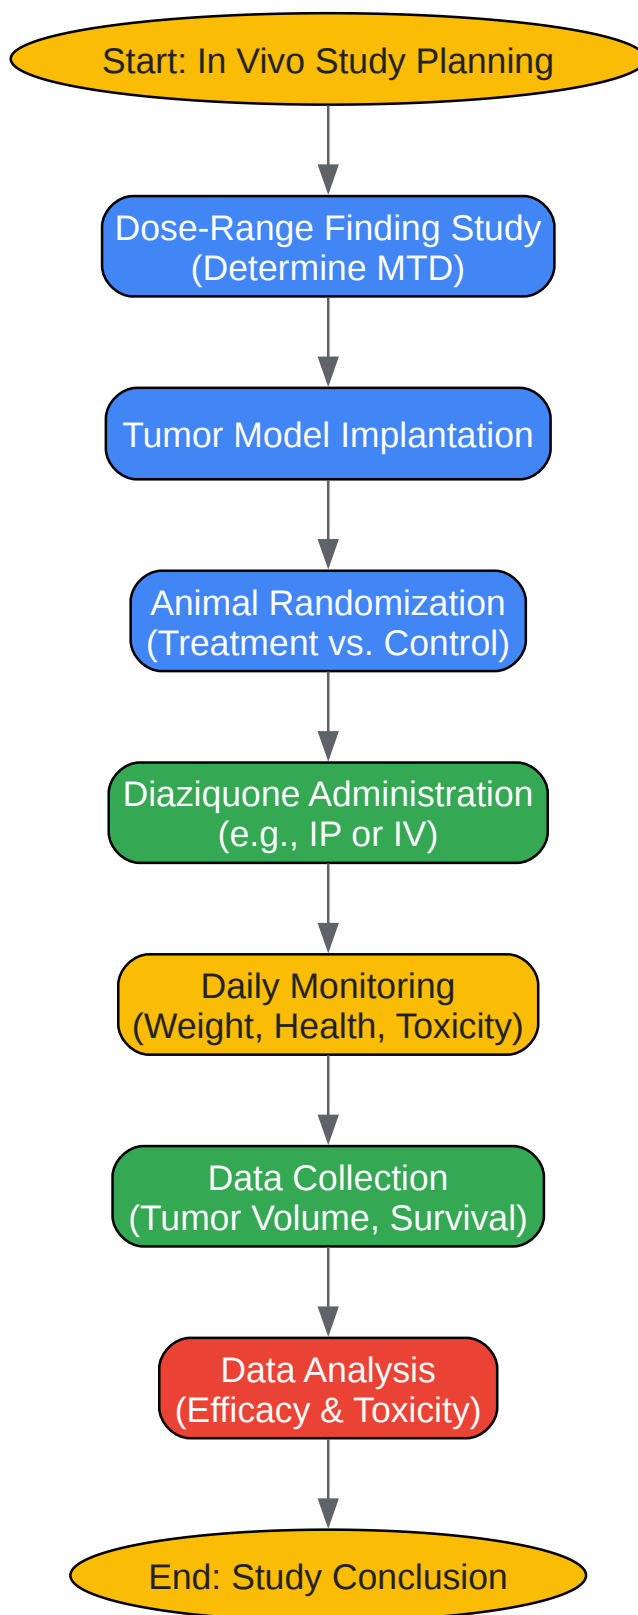 Start: In Vivo Study Planning
Dose-Range Finding Study
(Determine MTD)
Tumor Model Implantation
Animal Randomization
(Treatment vs. Control)
Diaziquone Administration
(e.g., IP or IV)
Daily Monitoring
(Weight, Health, Toxicity)
Data Collection
(Tumor Volume, Survival)
Data Analysis
(Efficacy & Toxicity)
End: Study Conclusion